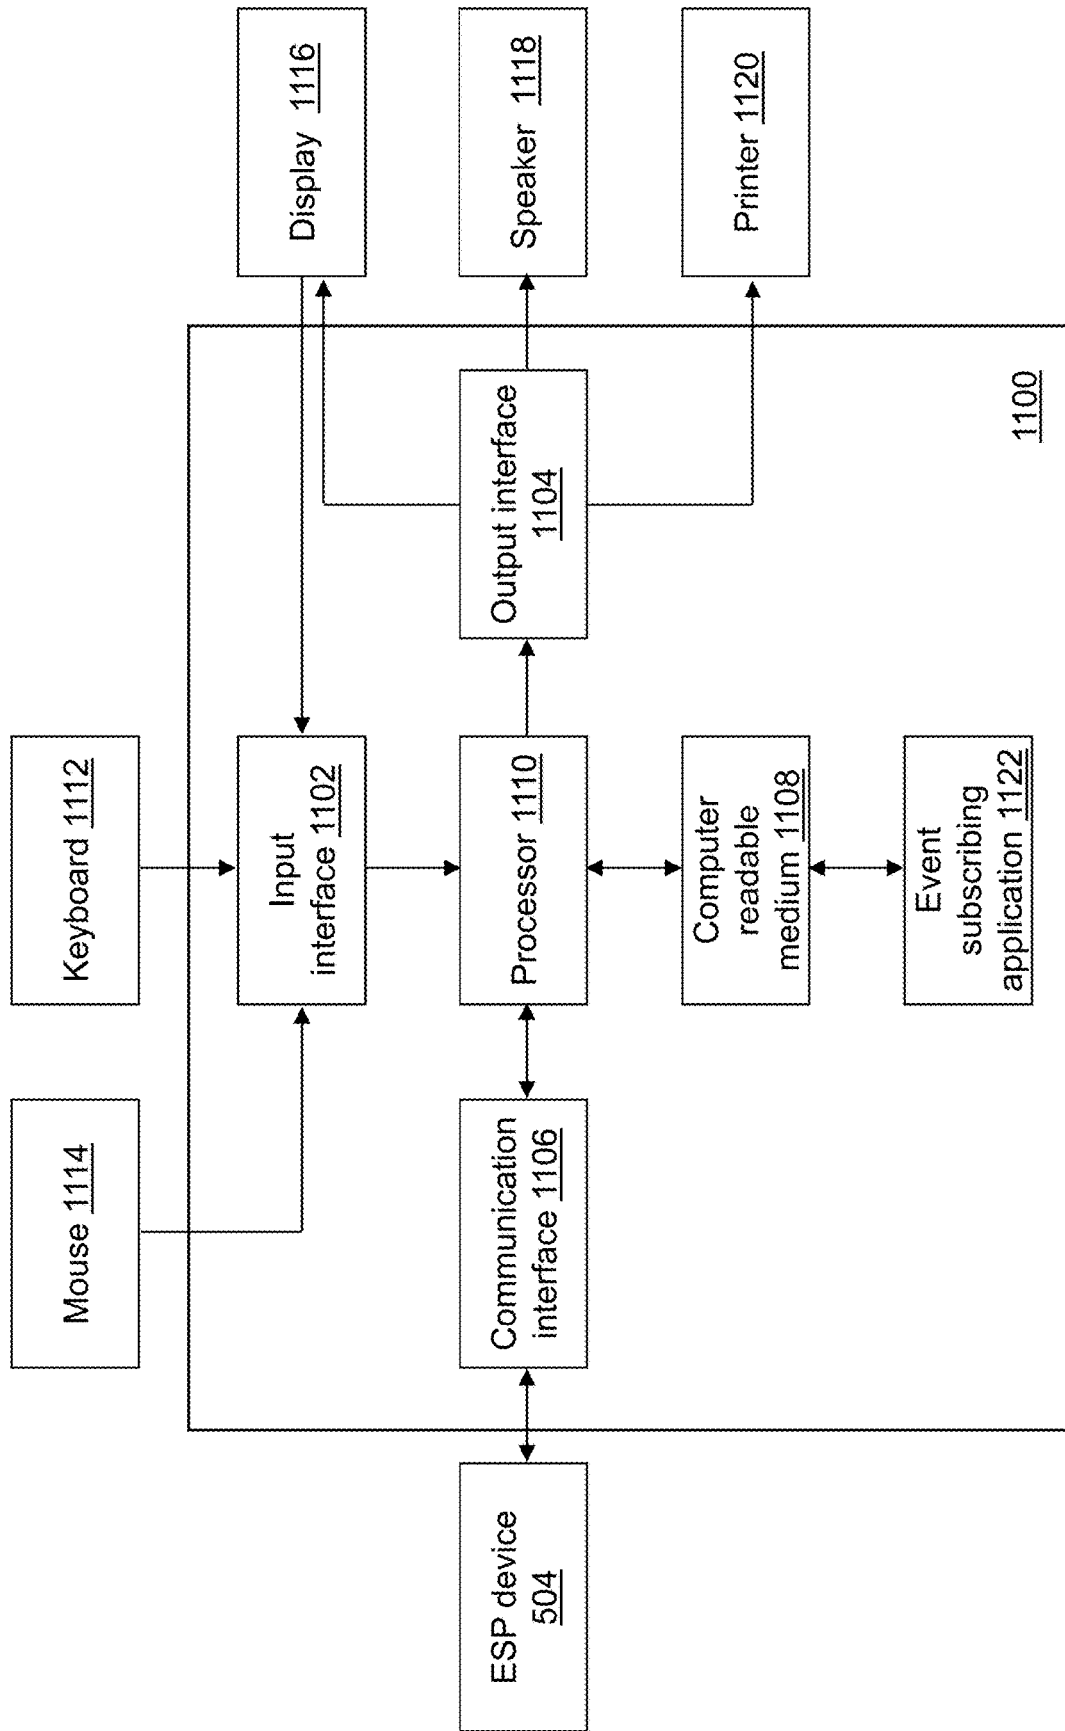 Mouse 1114
Keyboard 1112
Display 1116
Input
interface 1102
ESP device
504
Communication
interface 1106
Processor 1110
Output interface
1104
Speaker 1118
Computer
readable
medium 1108
Printer 1120
Event
subscribing
application 1122
1100